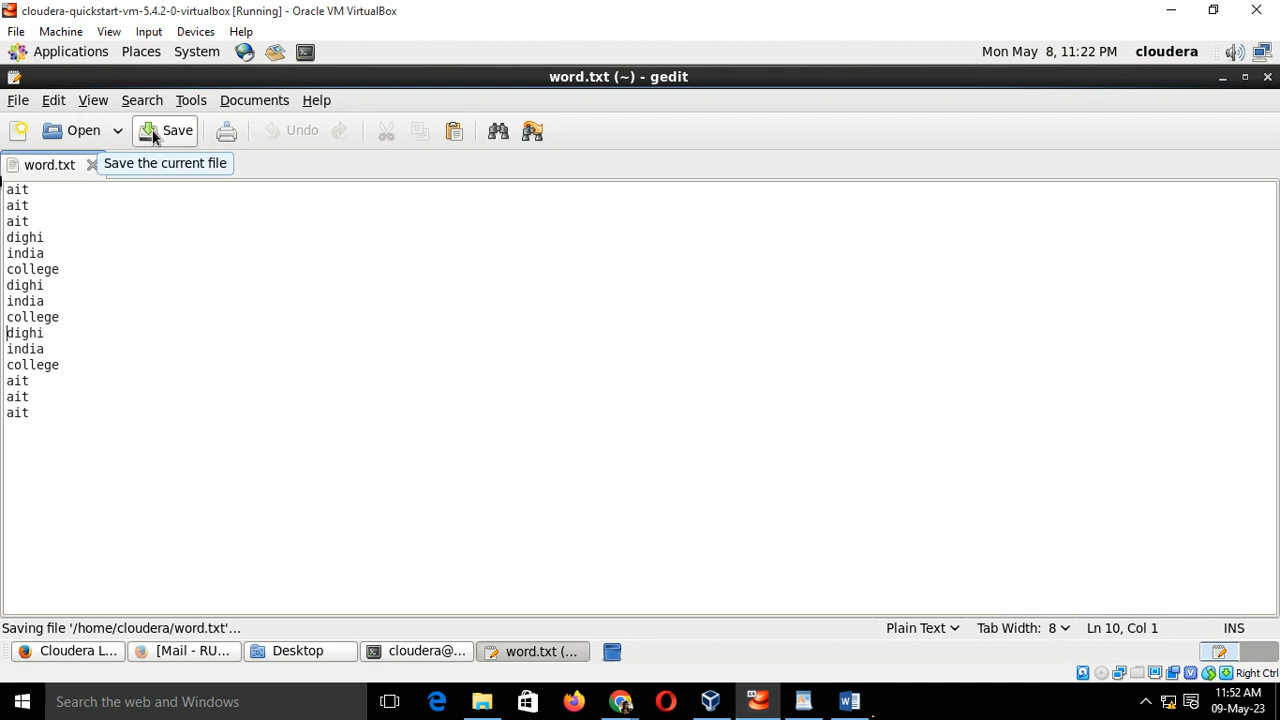 cloudera-quickstart-vm-5.4.2-0-virtualbox [Running] - Oracle VM VirtualBox
File Machine View Input Devices Help
Applications Places System Mon May 8, 11:22 PM cloudera
word.txt (~) - gedit
File Edit View Search Tools Documents Help
Open Save Undo
word.txt Save the current file
ait
ait
ait
dighi
india
college
dighi
india
college
dighi
india
college
ait
ait
ait
Saving file '/home/cloudera/word.txt'... Plain Text Tab Width: 8 Ln 10, Col 1 INS
Cloudera L... [Mail - RU... Desktop cloudera@... word.txt (...
Right Ctrl
Search the web and Windows 11:52 AM
09-May-23